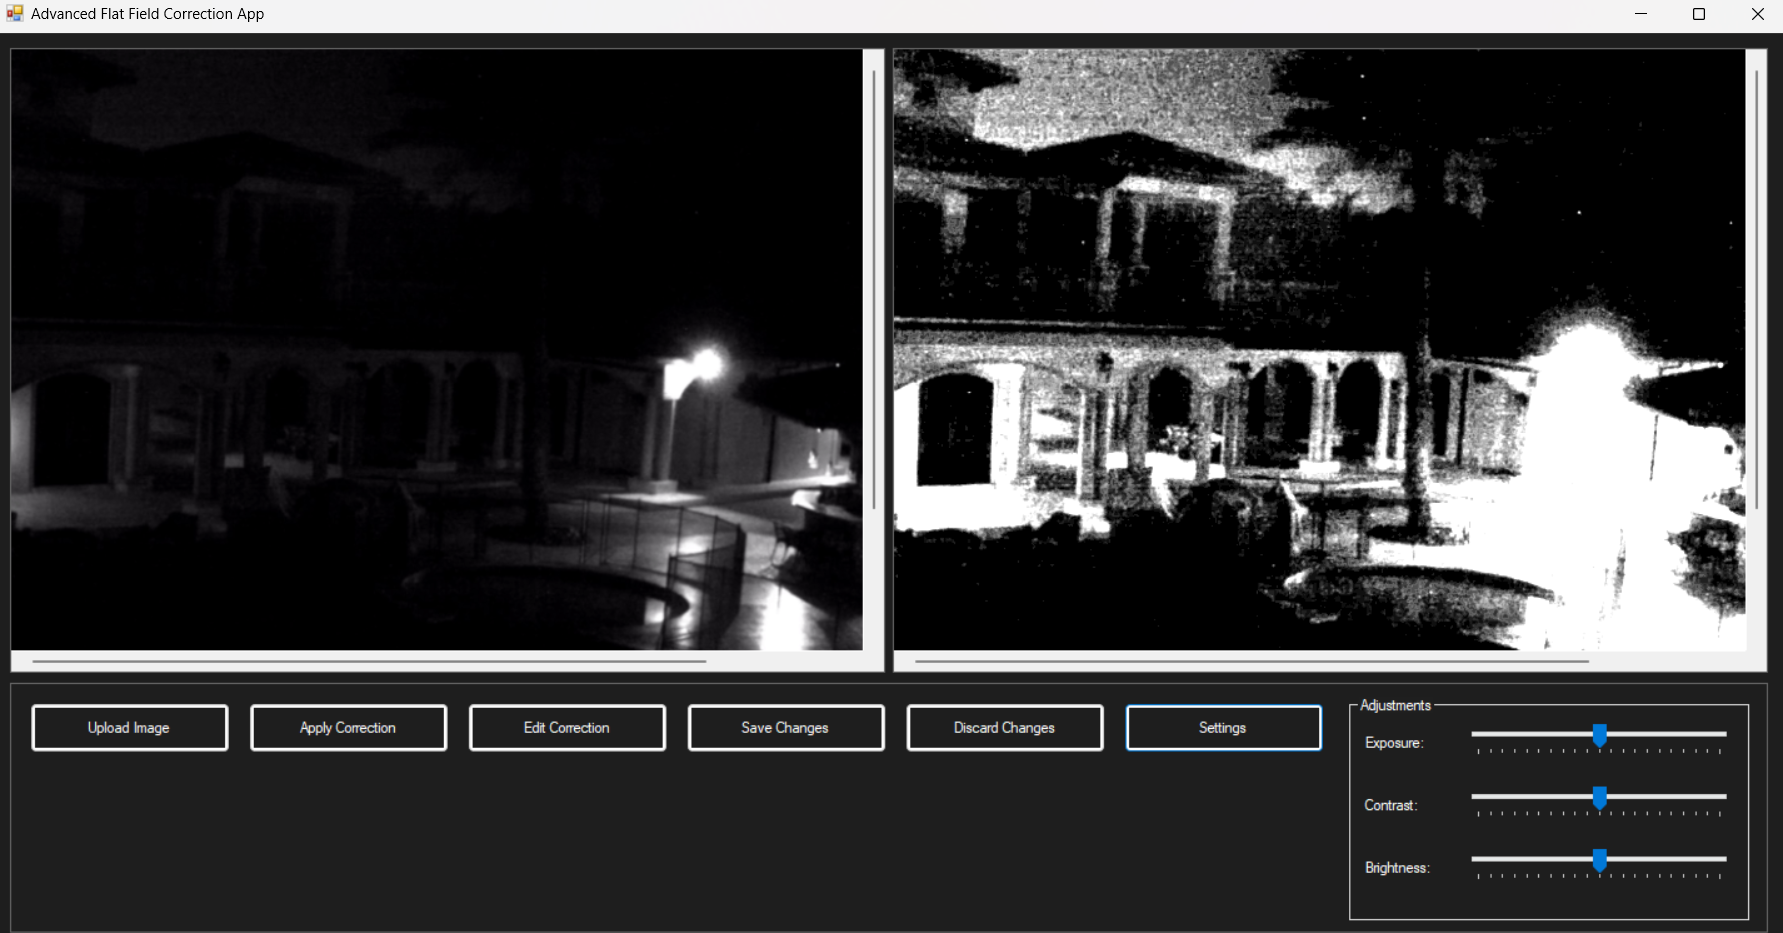 Advanced Flat Field Correction App
Upload Image
Apply Correction
Edit Correction
Save Changes
Discard Changes
Settings
Adjustments
Exposure:
Contrast:
Brightness: